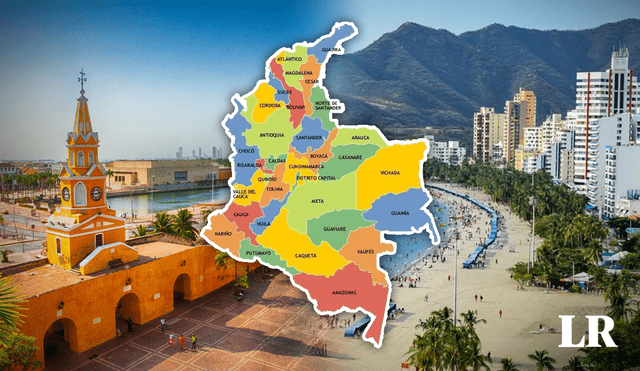 GUAJIRA
ATLÁNTICO
MAGDALENA
CESAR
SUCRE
NORTE DE
SANTANDER
CÓRDOBA
BOLÍVAR
ANTIOQUIA
SANTANDER
ARAUCA
CHOCÓ
BOYACÁ
CASANARE
RISARALDA
CALDAS
CUNDINAMARCA
VICHADA
QUINDÍO
DISTRITO CAPITAL
VALLE DEL
CAUCA
TOLIMA
META
CAUCA
GUAINÍA
HUILA
GUAVIARE
NARIÑO
VAUPÉS
PUTUMAYO
CAQUETÁ
AMAZONAS
LR